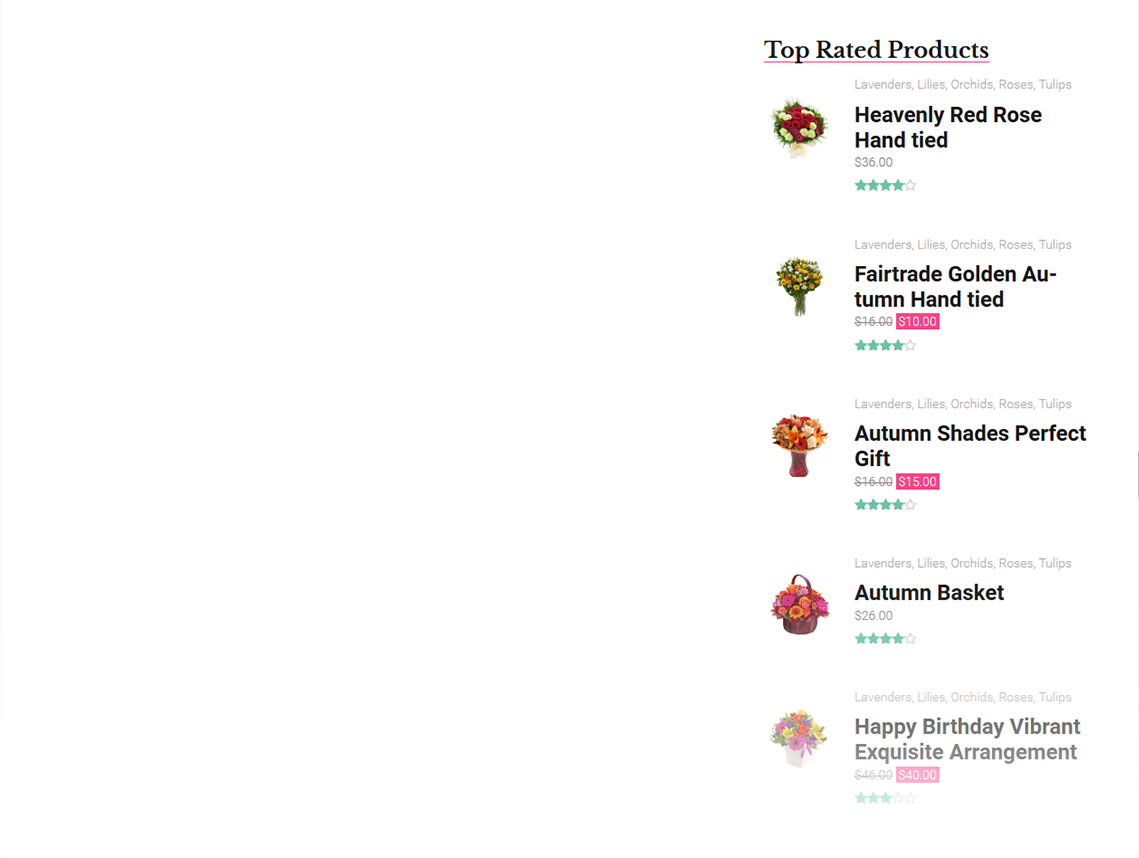 Top Rated Products
Lavenders, Lilies, Orchids, Roses, Tulips
Heavenly Red Rose
Hand tied
$36.00
Lavenders, Lilies, Orchids, Roses, Tulips
Fairtrade Golden Au-
tumn Hand tied
$16.00 $10.00
Lavenders, Lilies, Orchids, Roses, Tulips
Autumn Shades Perfect
Gift
$16.00 $15.00
Lavenders, Lilies, Orchids, Roses, Tulips
Autumn Basket
$26.00
Lavenders, Lilies, Orchids, Roses, Tulips
Happy Birthday Vibrant
Exquisite Arrangement
$46.00 $40.00